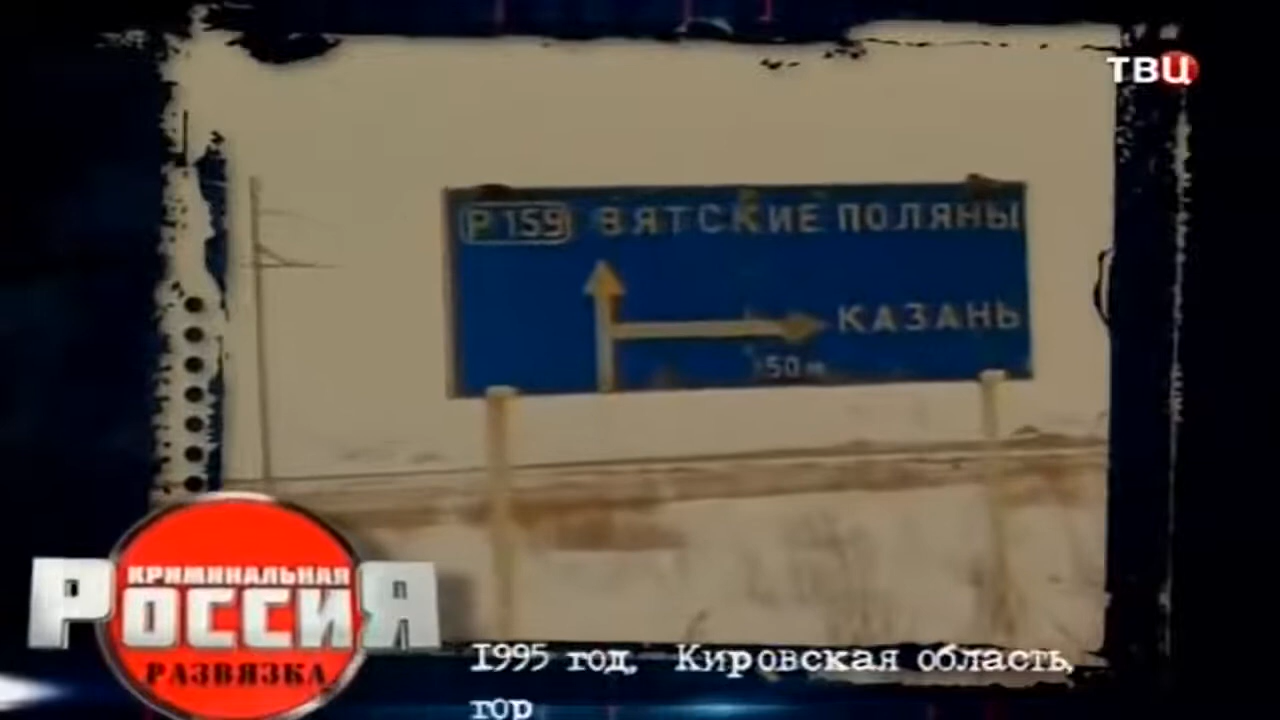 ТВЦ
Р 159 ВЯТСКИЕ ПОЛЯНЫ
КАЗАНЬ
150 м
КРИМИНАЛЬНАЯ
РОССИЯ
РАЗВЯЗКА
1995 год, Кировская область,
гор